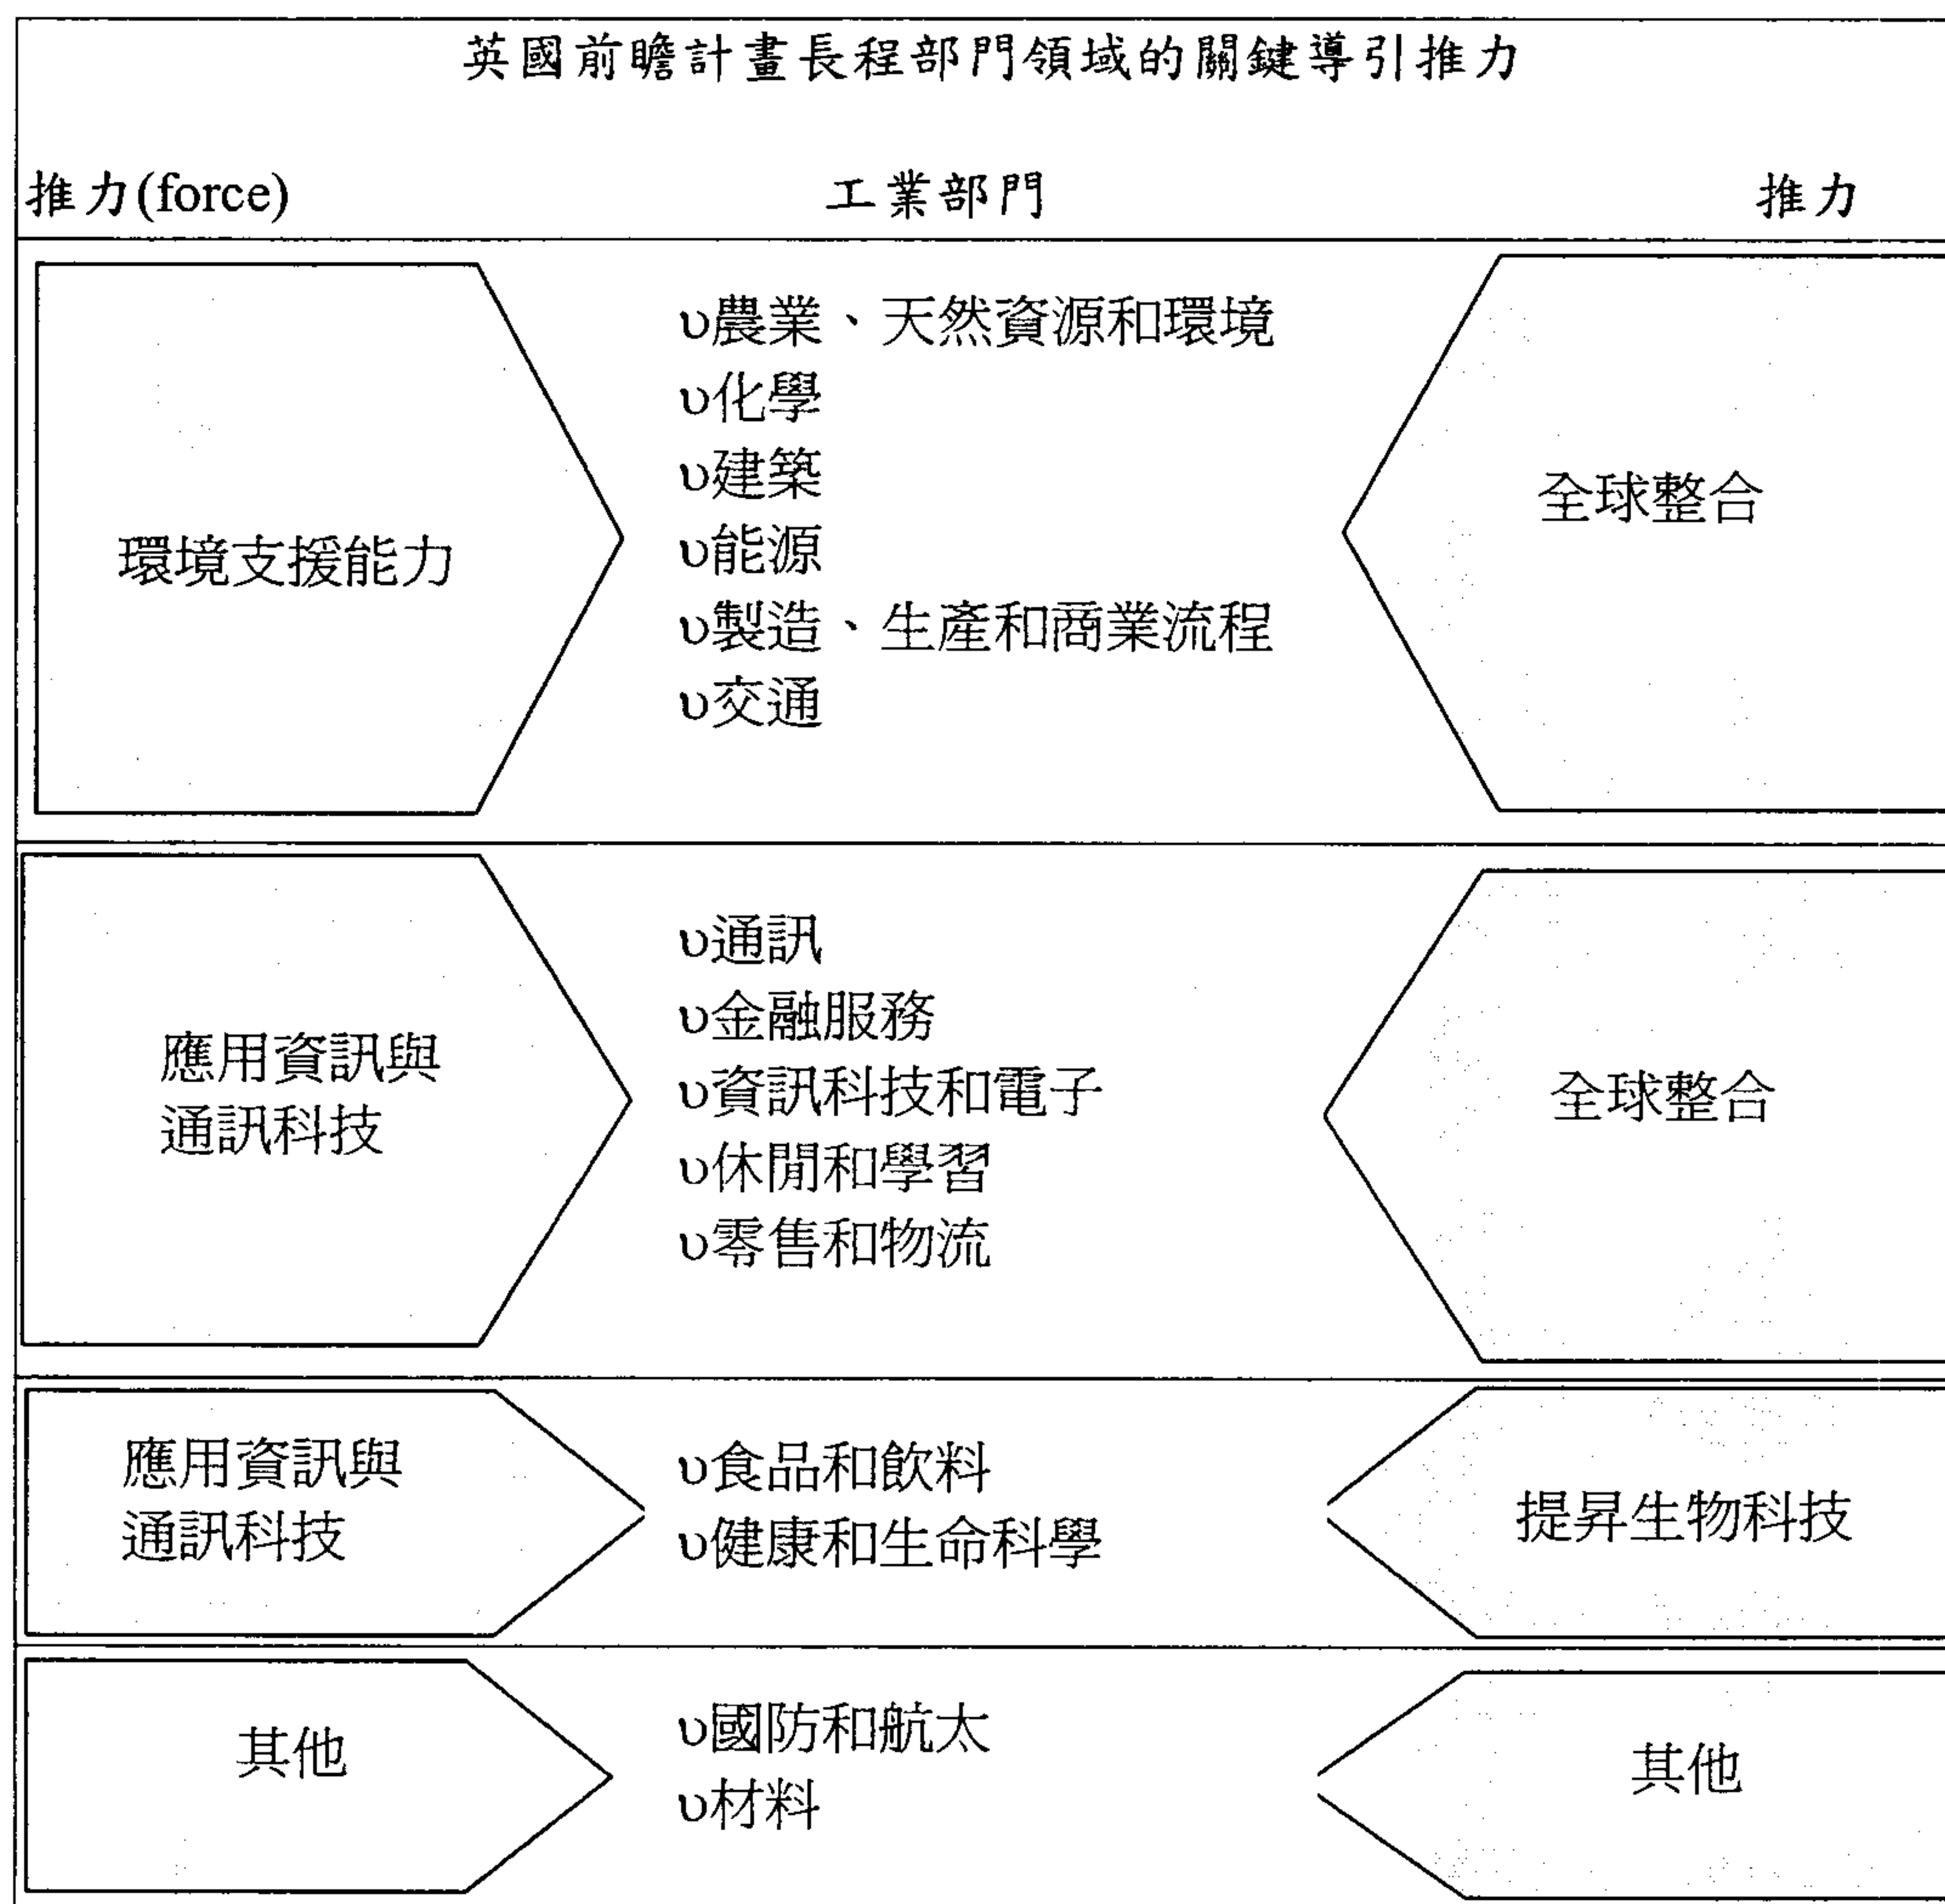 英國前瞻計畫長程部門領域的關鍵導引推力
推力(force) 工業部門 推力
環境支援能力
υ農業、天然資源和環境
υ化學
υ建築
υ能源
υ製造、生產和商業流程
υ交通
全球整合
應用資訊與
通訊科技
υ通訊
υ金融服務
υ資訊科技和電子
υ休閒和學習
υ零售和物流
全球整合
應用資訊與
通訊科技
υ食品和飲料
υ健康和生命科學
提昇生物科技
其他
υ國防和航太
υ材料
其他